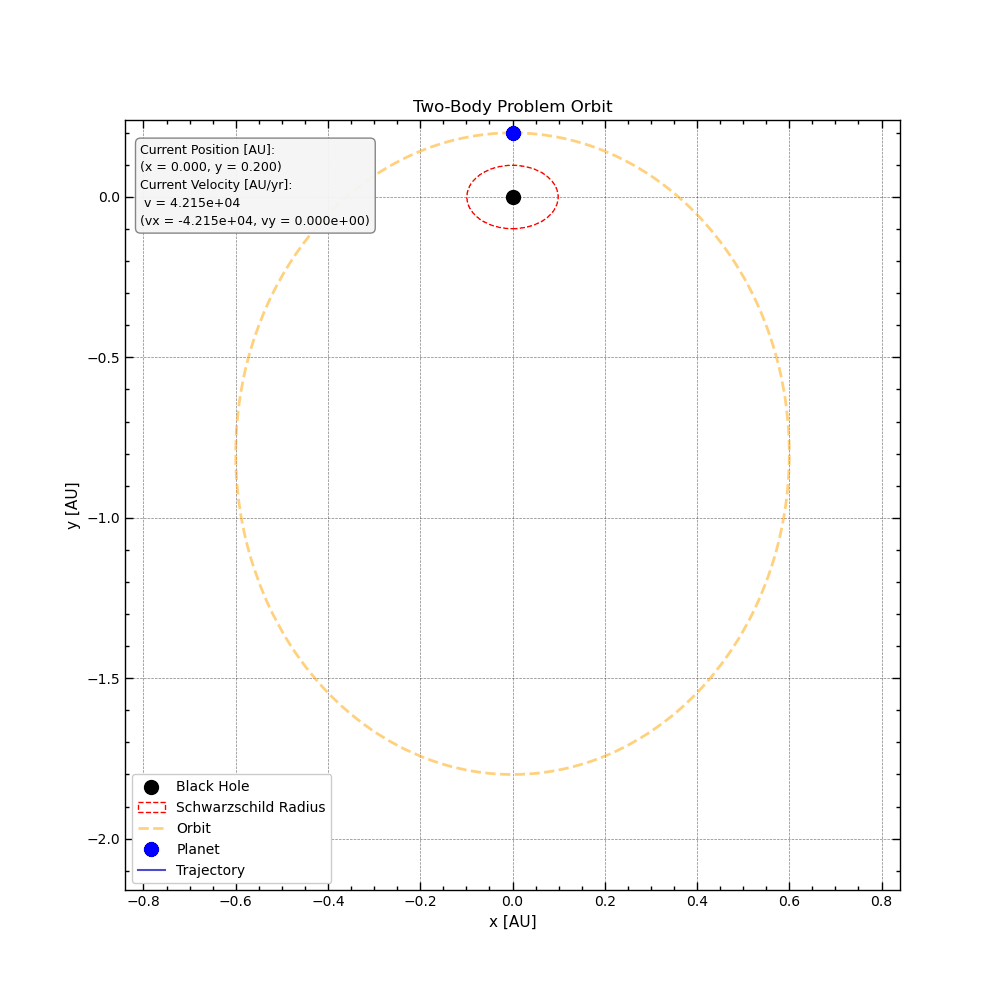 Two-Body Problem Orbit
Current Position [AU]:
(x = 0.000, y = 0.200)
Current Velocity [AU/yr]:
v = 4.215e+04
(vx = -4.215e+04, vy = 0.000e+00)
0.0
−0.5
−1.0
−1.5
−2.0
y [AU]
Black Hole
Schwarzschild Radius
Orbit
Planet
Trajectory
−0.8 −0.6 −0.4 −0.2 0.0 0.2 0.4 0.6 0.8
x [AU]